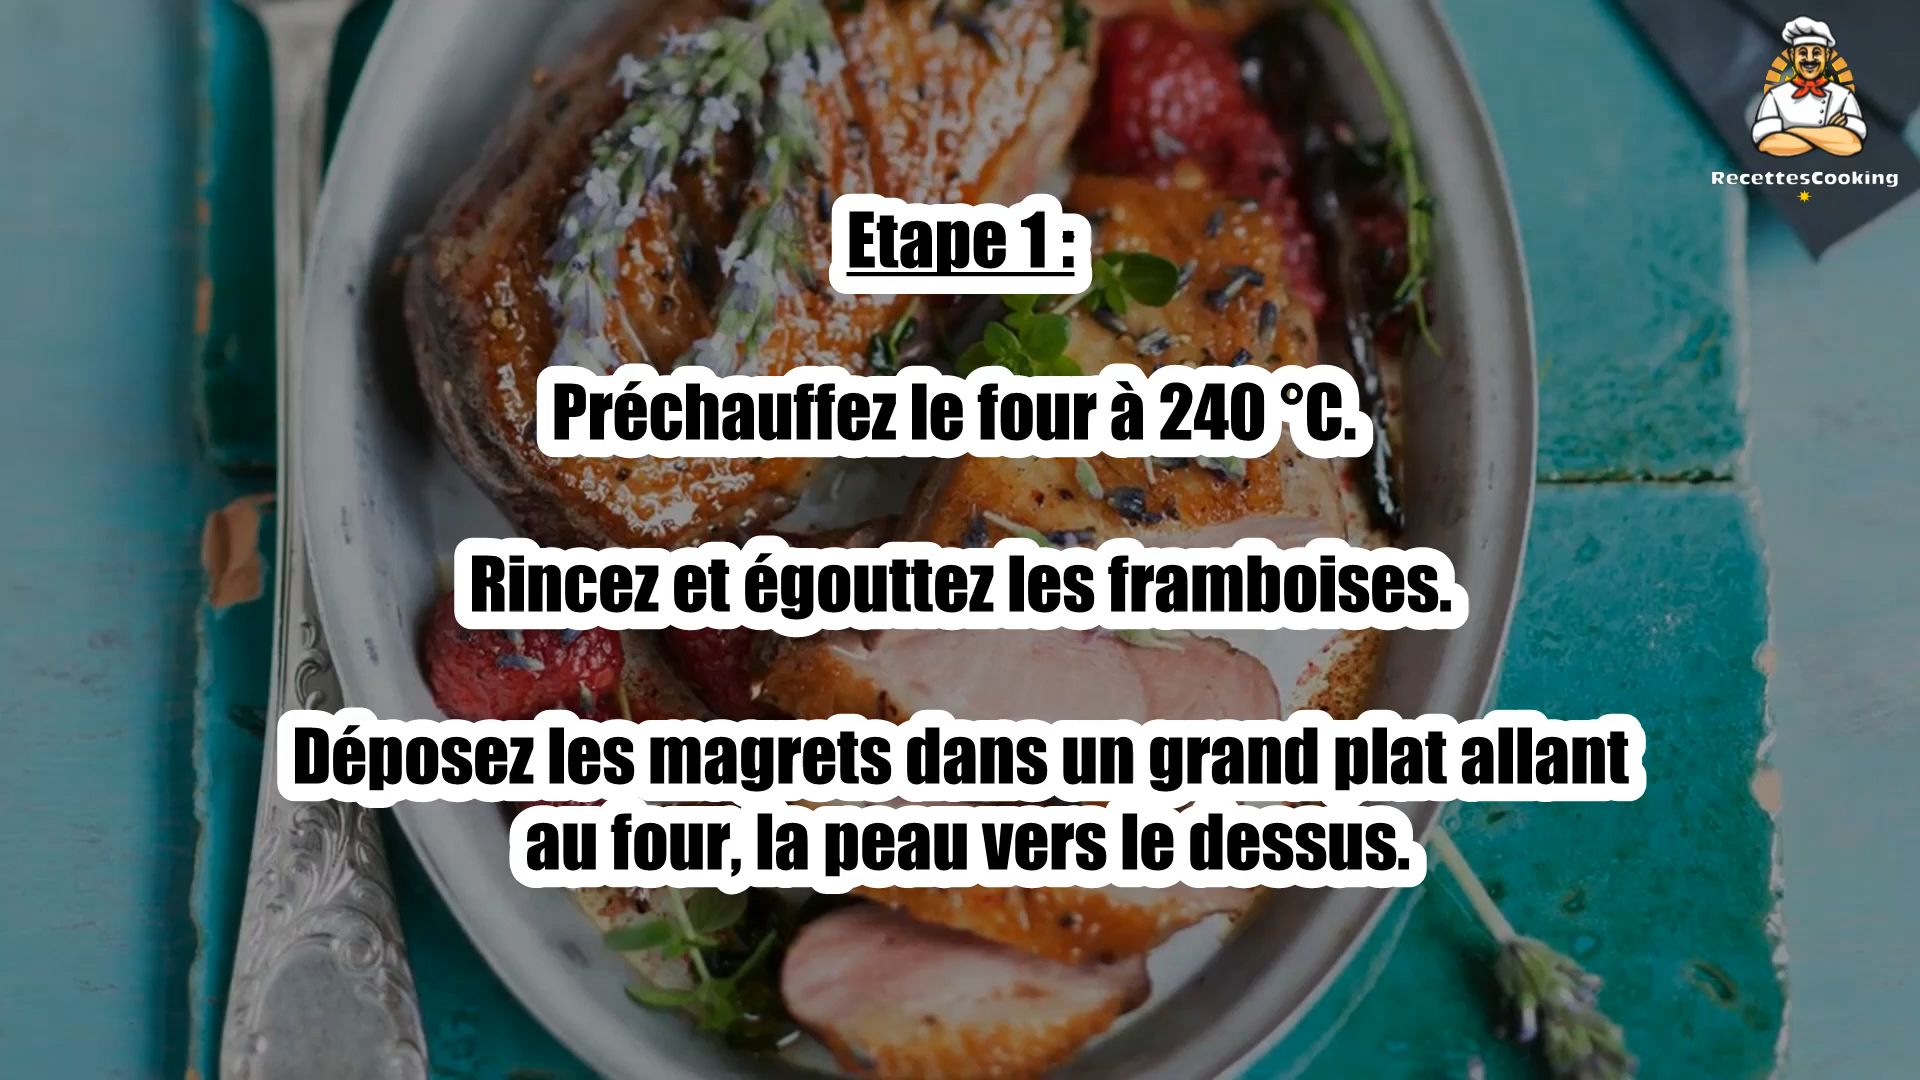 RecettesCooking
Etape 1 :
Préchauffez le four à 240 °C.
Rincez et égouttez les framboises.
Déposez les magrets dans un grand plat allant
au four, la peau vers le dessus.